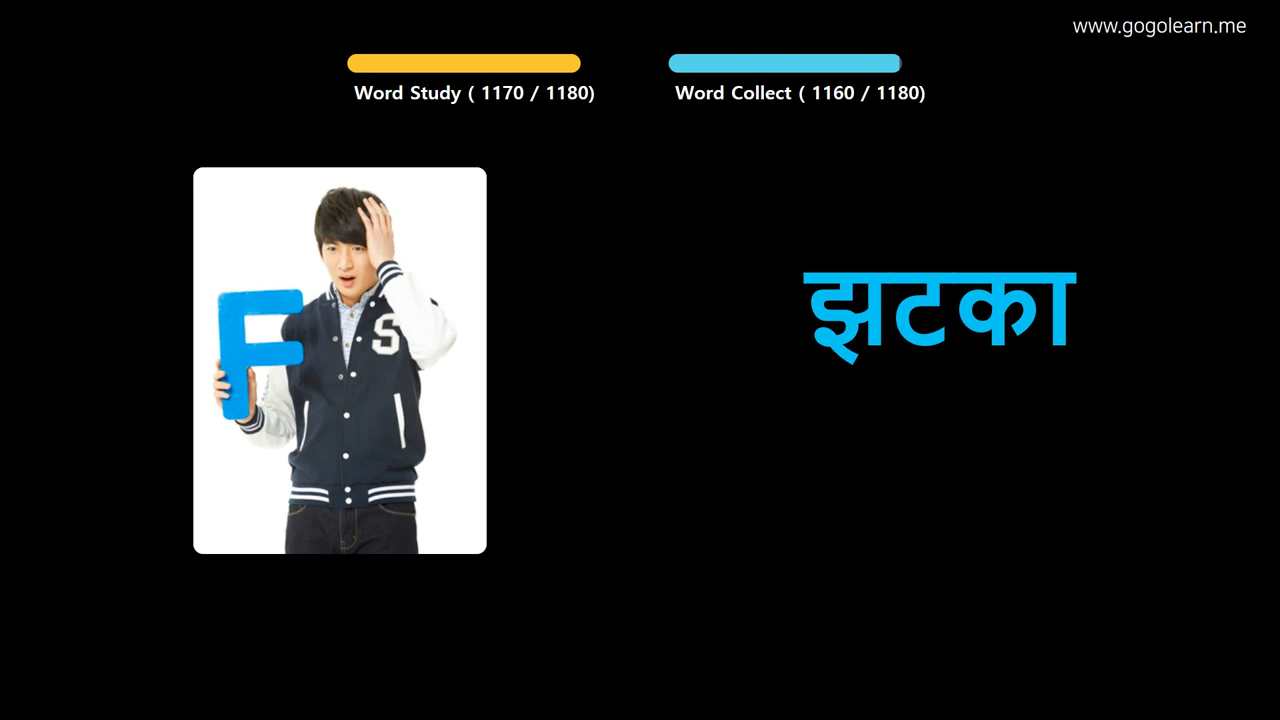 www.gogolearn.me
Word Study ( 1170 / 1180)
Word Collect ( 1160 / 1180)
F
S
झटका